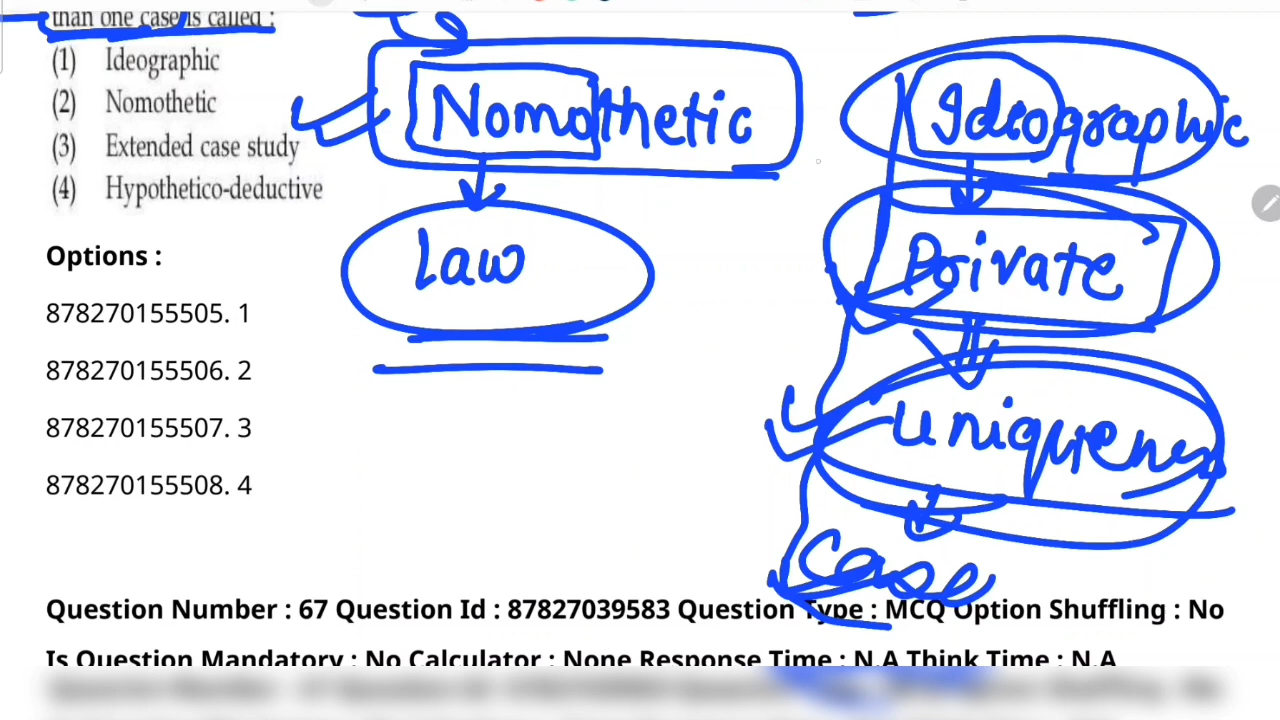 than one case is called :
(1) Ideographic
(2) Nomothetic
(3) Extended case study
(4) Hypothetico-deductive
Nomothetic
Law
Ideographic
Private
Uniqueness
Case
Options :
878270155505. 1
878270155506. 2
878270155507. 3
878270155508. 4
Question Number : 67 Question Id : 87827039583 Question Type : MCQ Option Shuffling : No
Is Question Mandatory : No Calculator : None Response Time : N.A Think Time : N.A